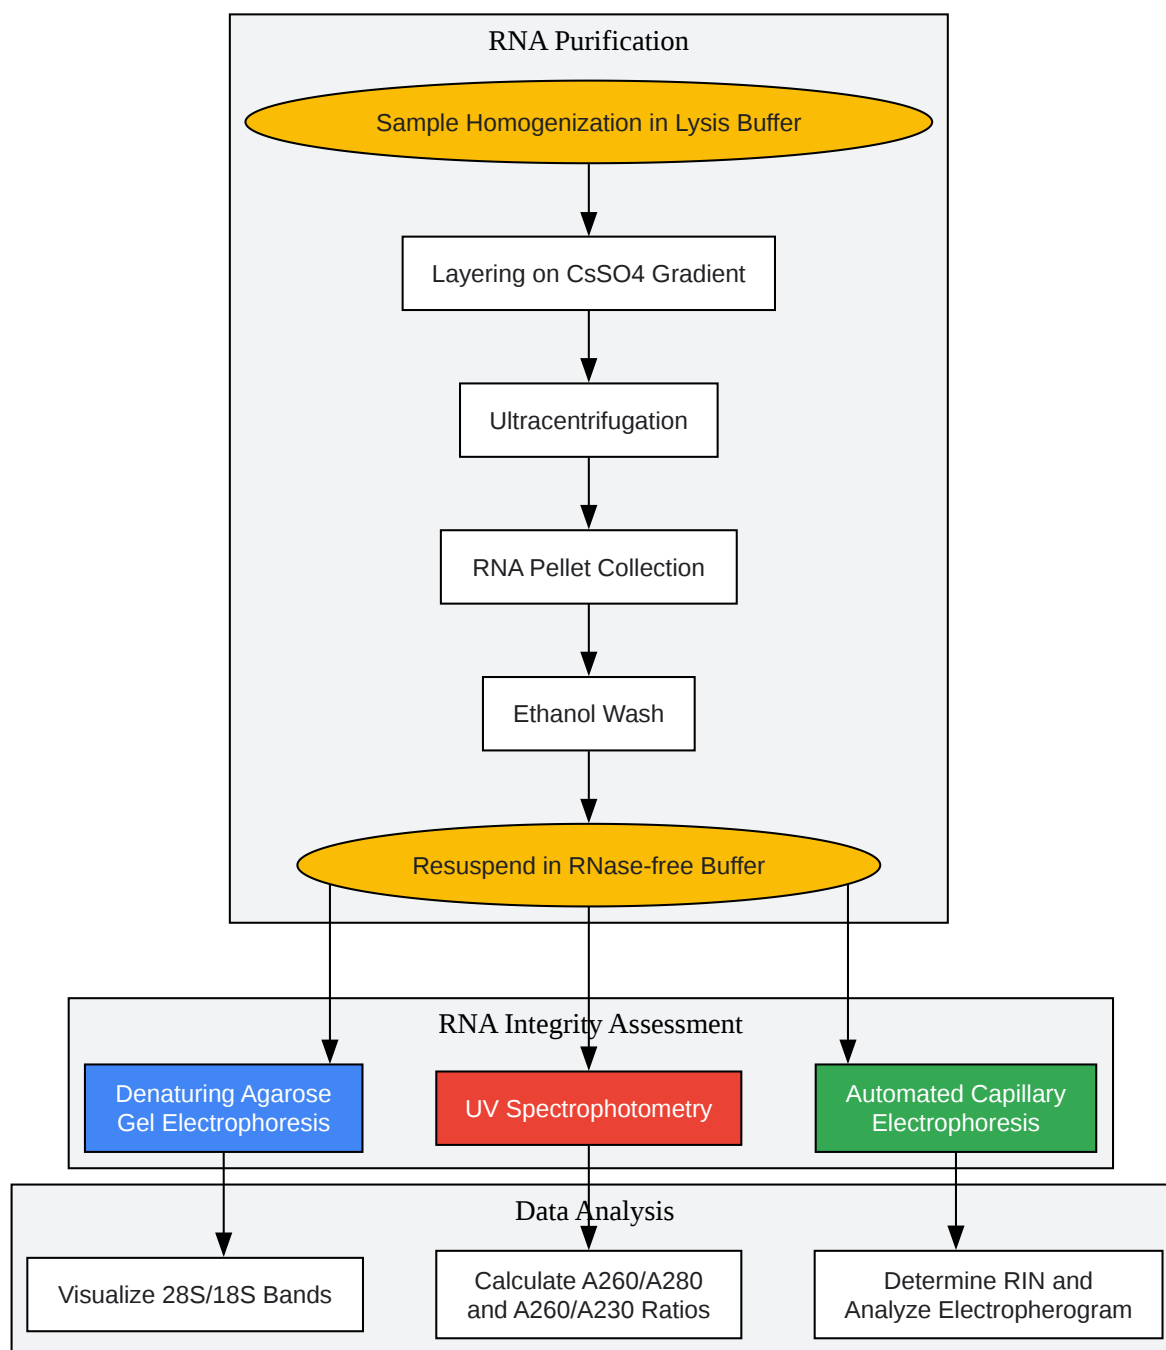 RNA Purification
Sample Homogenization in Lysis Buffer
Layering on CsSO4 Gradient
Ultracentrifugation
RNA Pellet Collection
Ethanol Wash
Resuspend in RNase-free Buffer
RNA Integrity Assessment
Denaturing Agarose
Gel Electrophoresis
UV Spectrophotometry
Automated Capillary
Electrophoresis
Data Analysis
Visualize 28S/18S Bands
Calculate A260/A280
and A260/A230 Ratios
Determine RIN and
Analyze Electropherogram